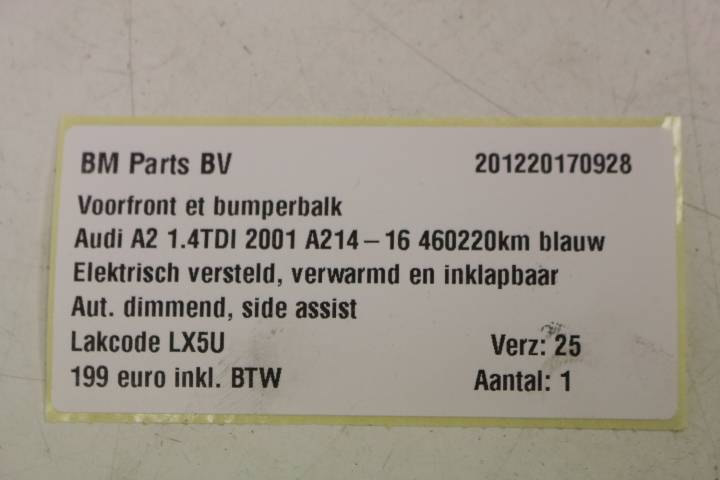 BM Parts BV 201220170928
Voorfront et bumperbalk
Audi A2 1.4TDI 2001 A214-16 460220km blauw
Elektrisch versteld, verwarmd en inklapbaar
Aut. dimmend, side assist
Lakcode LX5U Verz: 25
199 euro inkl. BTW Aantal: 1